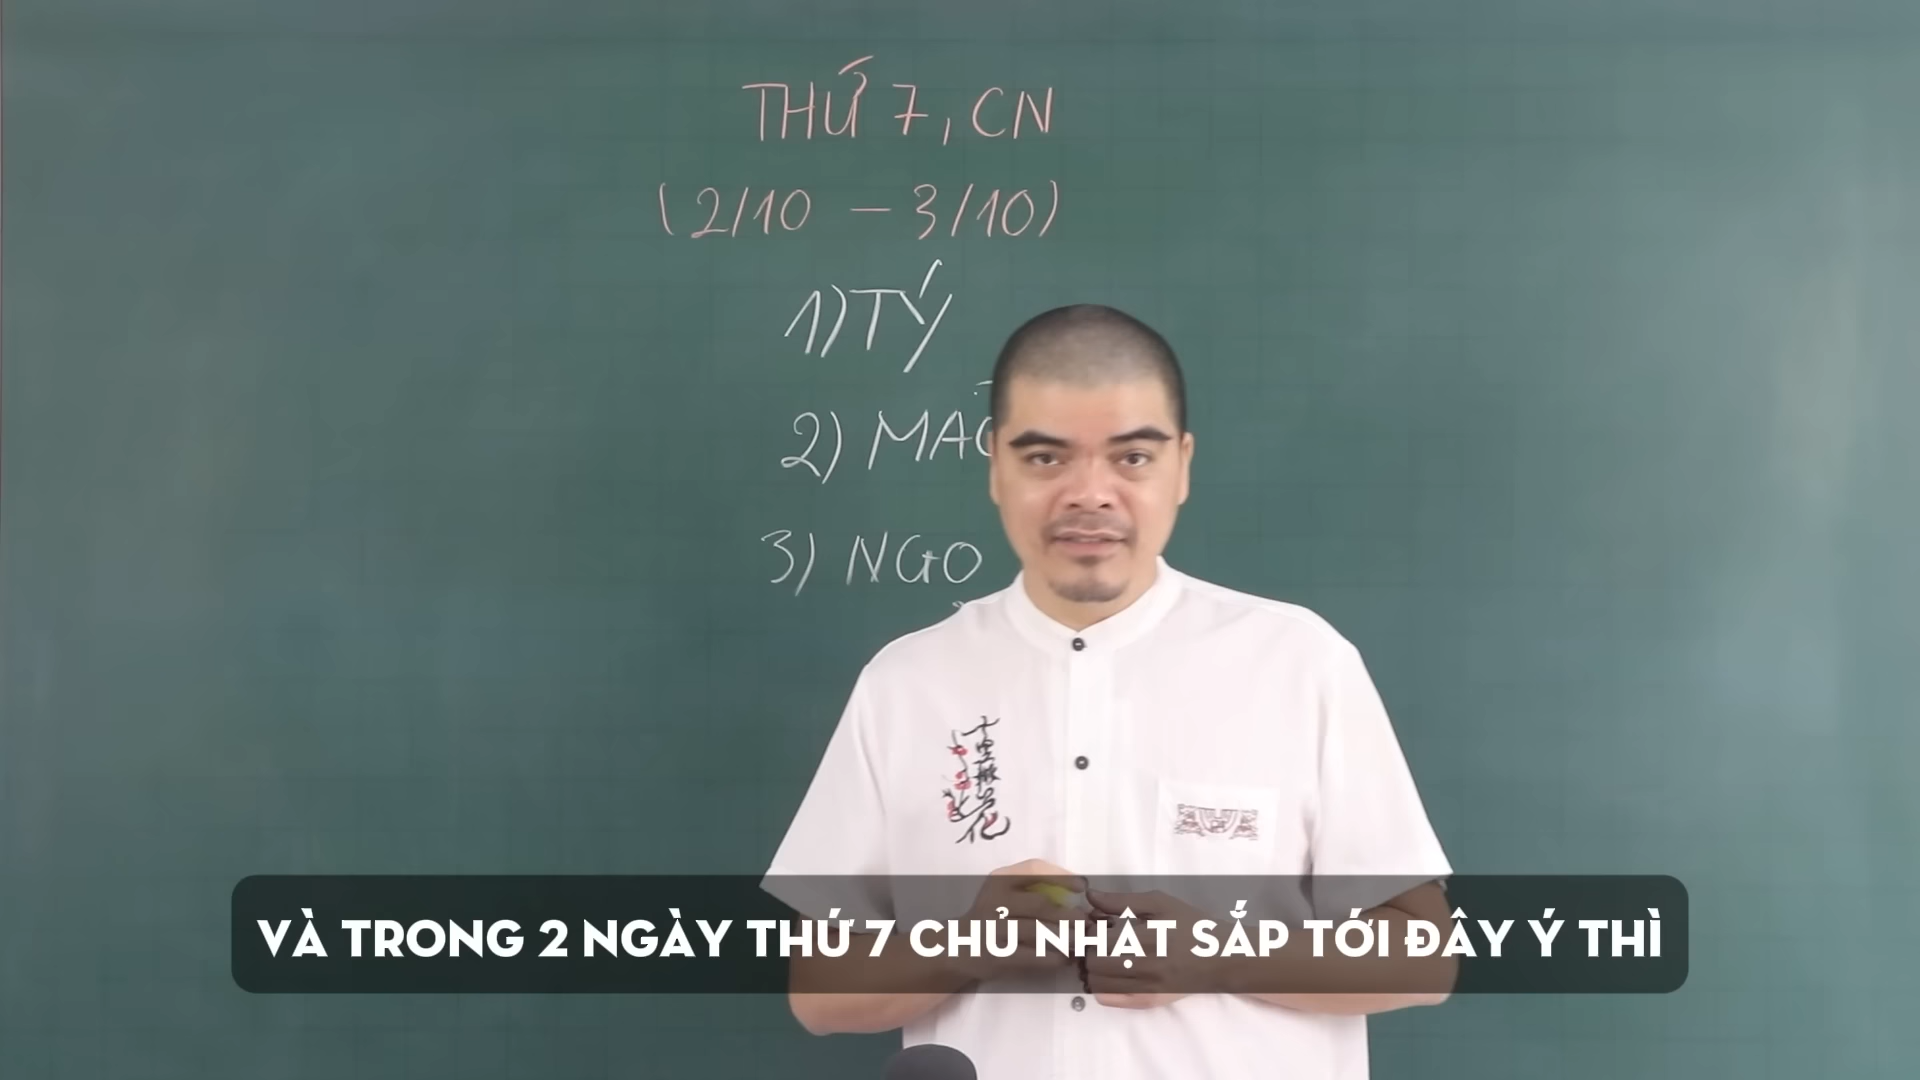 THỨ 7, CN
(2/10 – 3/10)
1) TÝ
2) MÃO
3) NGỌ
VÀ TRONG 2 NGÀY THỨ 7 CHỦ NHẬT SẮP TỚI ĐÂY Ý THÌ